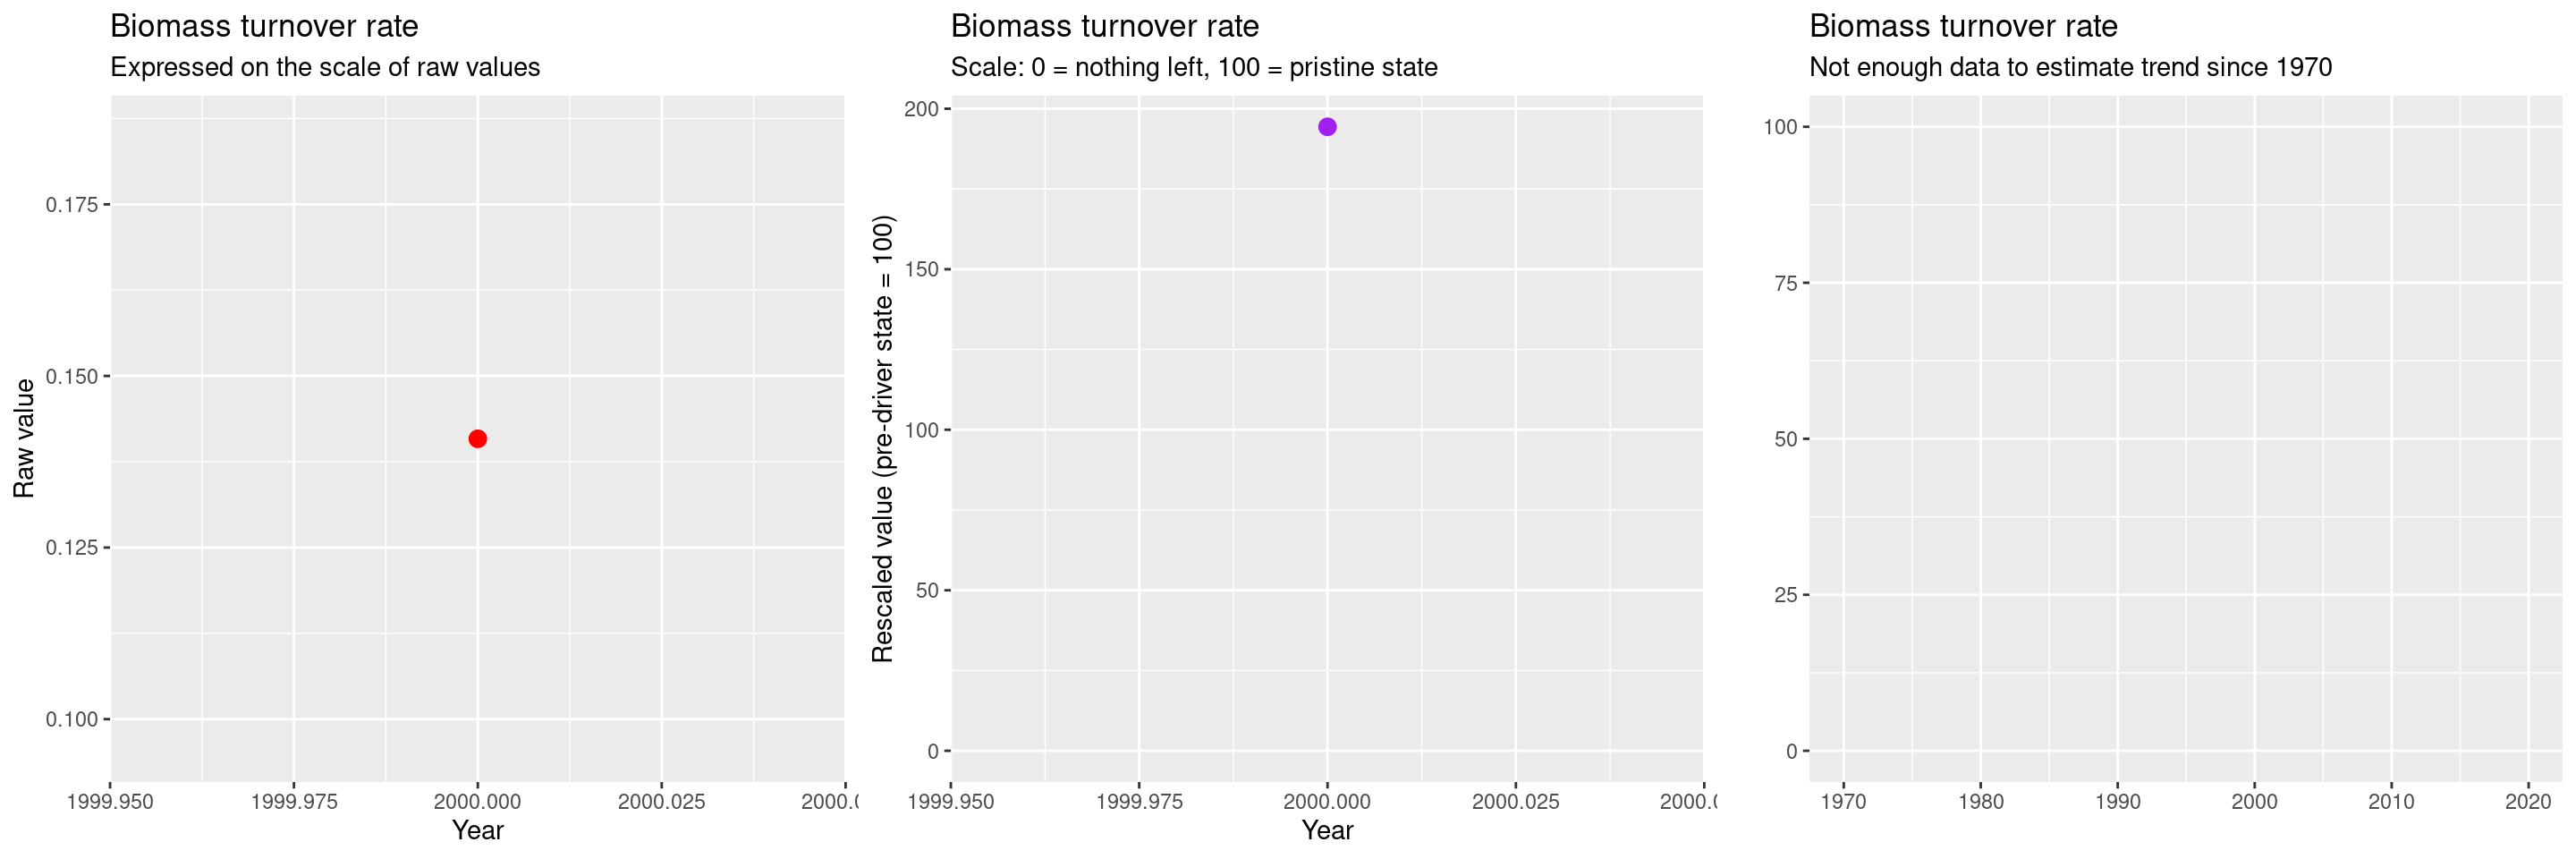 Biomass turnover rate
Expressed on the scale of raw values
Raw value
0.175
0.150
0.125
0.100
1999.950 1999.975 2000.000 2000.025 2000.0
Year
Biomass turnover rate
Scale: 0 = nothing left, 100 = pristine state
Rescaled value (pre-driver state = 100)
200
150
100
50
0
1999.950 1999.975 2000.000 2000.025 2000.0
Year
Biomass turnover rate
Not enough data to estimate trend since 1970
100
75
50
25
0
1970 1980 1990 2000 2010 2020